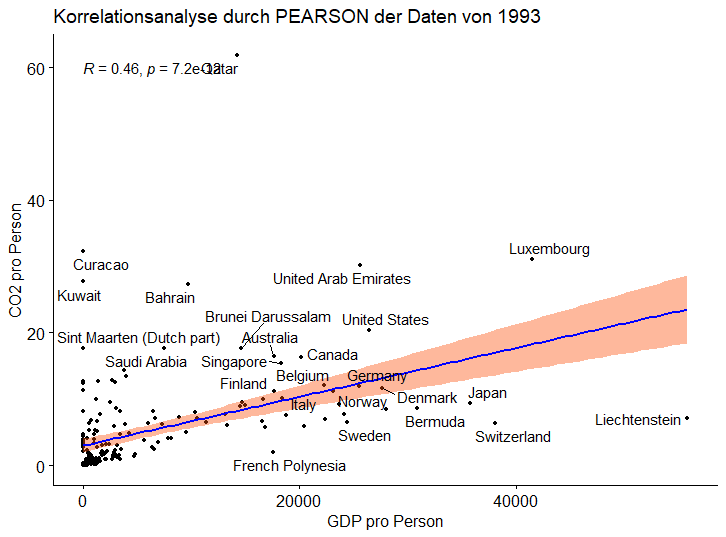 Korrelationsanalyse durch PEARSON der Daten von 1993
60
R = 0.46, p = 7.2e-12
Qatar
40
CO2 pro Person
Luxembourg
Curacao
United Arab Emirates
Kuwait
Bahrain
Brunei Darussalam
United States
20
Sint Maarten (Dutch part)
Australia
Canada
Saudi Arabia
Singapore
Belgium
Germany
Finland
Denmark
Japan
Italy
Norway
Bermuda
Liechtenstein
Sweden
Switzerland
French Polynesia
0
0
20000
40000
GDP pro Person